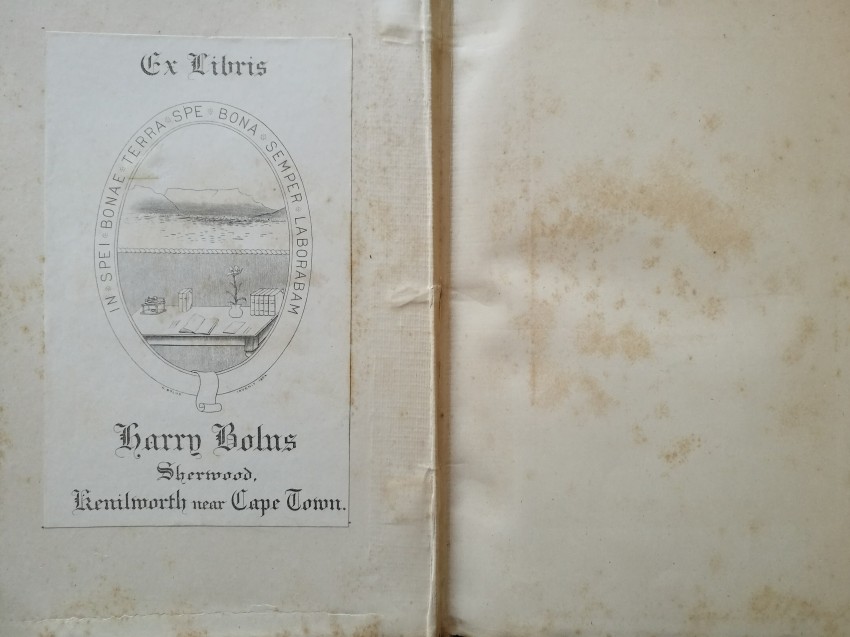 Ex Libris
IN SPEI BONAE TERRA SPE BONA SEMPER LABORABAM
Harry Bolus
Sherwood,
Kenilworth near Cape Town.